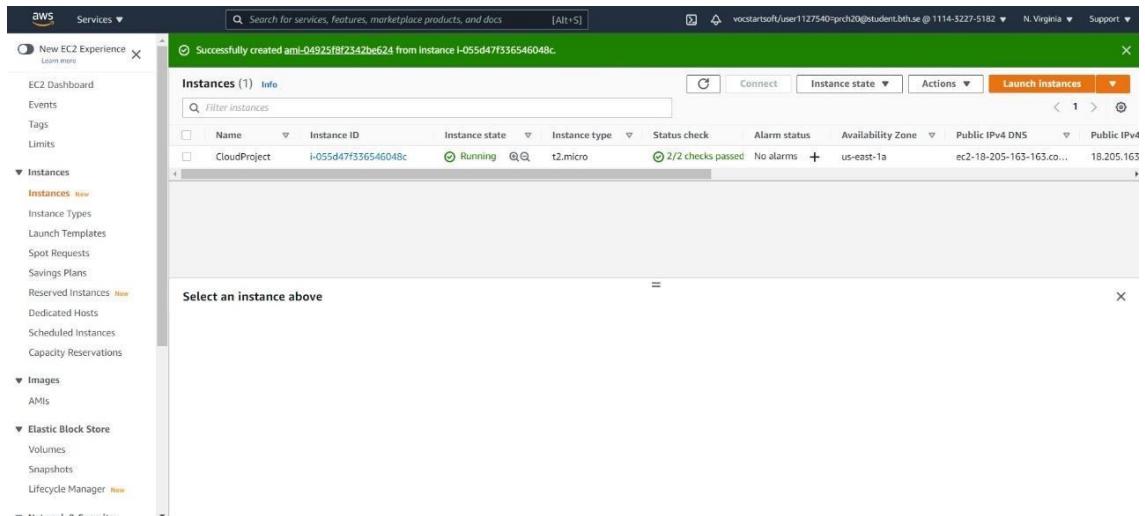 aws Services ▼ Search for services, features, marketplace products, and docs [Alt+S] vocstartsoft/user1127540=prch20@student.bth.se @ 1114-3227-5182 ▼ N. Virginia ▼ Support ▼
New EC2 Experience
Learn more
EC2 Dashboard
Events
Tags
Limits
▼ Instances
Instances New
Instance Types
Launch Templates
Spot Requests
Savings Plans
Reserved Instances New
Dedicated Hosts
Scheduled Instances
Capacity Reservations
▼ Images
AMIs
▼ Elastic Block Store
Volumes
Snapshots
Lifecycle Manager New
Successfully created ami-04925f8f2342be624 from instance i-055d47f336546048c.
Instances (1) Info Connect Instance state ▼ Actions ▼ Launch instances ▼
Filter instances < 1 >
Name Instance ID Instance state Instance type Status check Alarm status Availability Zone Public IPv4 DNS Public IPv4
CloudProject i-055d47f336546048c Running t2.micro 2/2 checks passed No alarms + us-east-1a ec2-18-205-163-163.co... 18.205.163
Select an instance above